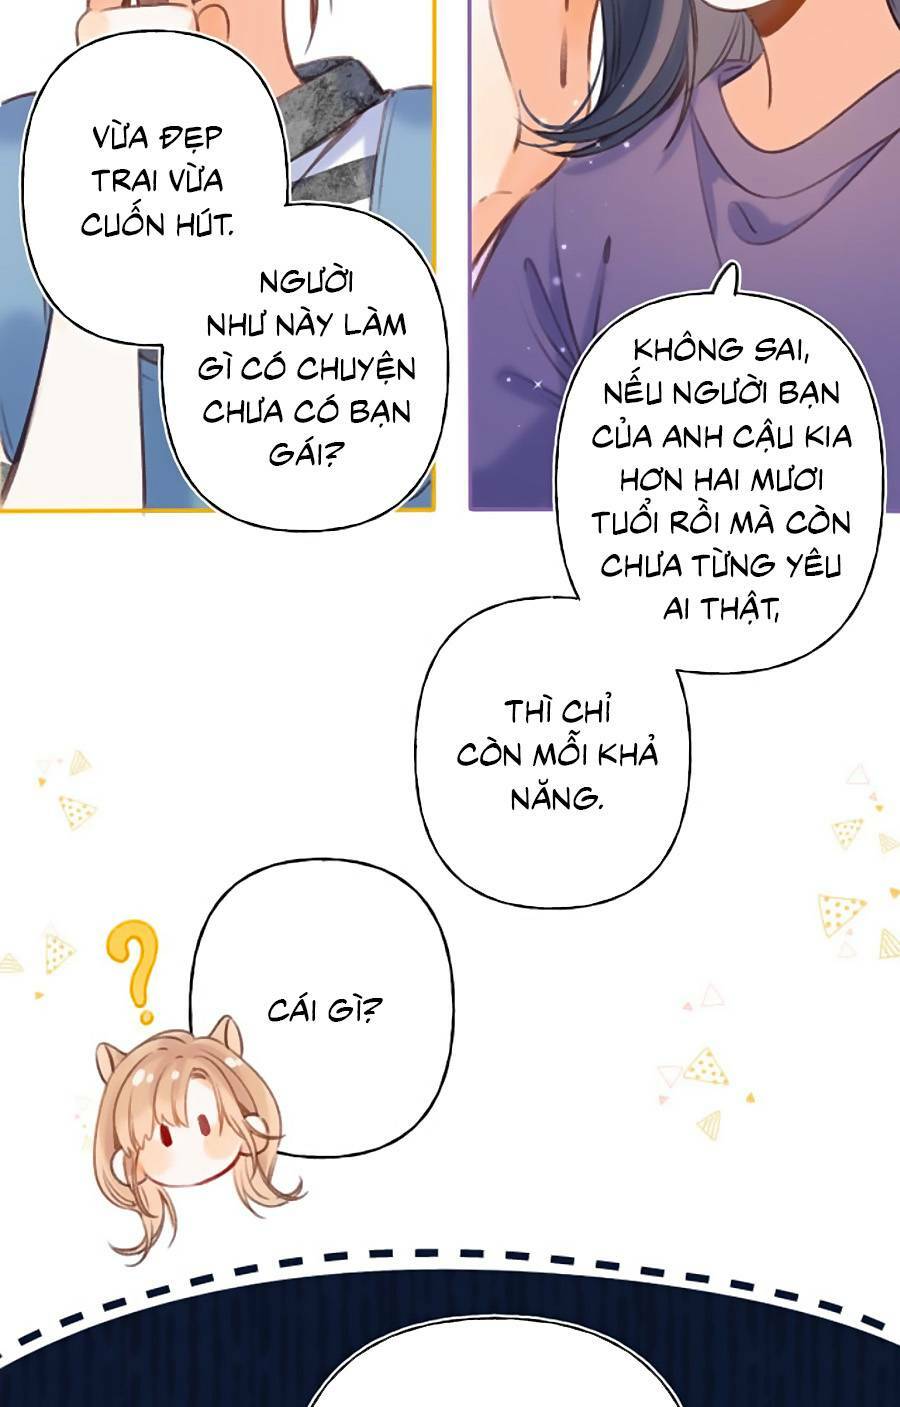 VỪA ĐẸP
TRAI VỪA
CUỐN HÚT.
NGƯỜI
NHƯ NÀY LÀM
GÌ CÓ CHUYỆN
CHƯA CÓ BẠN
GÁI?
KHÔNG SAI,
NẾU NGƯỜI BẠN
CỦA ANH CẬU KIA
HƠN HAI MƯƠI
TUỔI RỒI MÀ CÒN
CHƯA TỪNG YÊU
AI THẬT,
THÌ CHỈ
CÒN MỖI KHẢ
NĂNG.
?
CÁI GÌ?